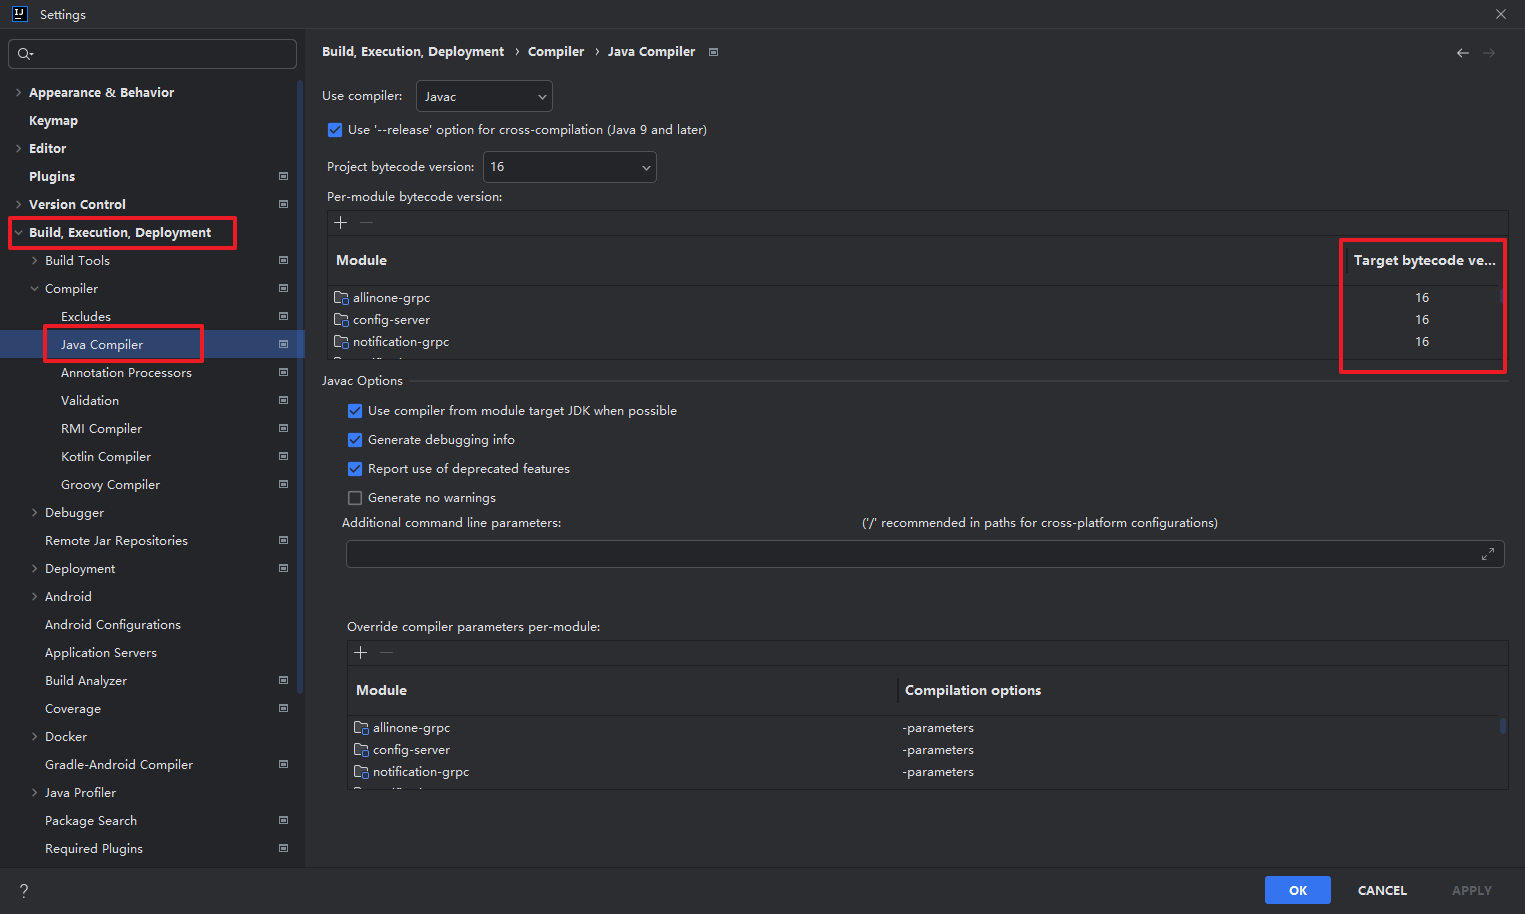 Settings
Appearance & Behavior
Keymap
Editor
Plugins
Version Control
Build, Execution, Deployment
Build Tools
Compiler
Excludes
Java Compiler
Annotation Processors
Validation
RMI Compiler
Kotlin Compiler
Groovy Compiler
Debugger
Remote Jar Repositories
Deployment
Android
Android Configurations
Application Servers
Build Analyzer
Coverage
Docker
Gradle-Android Compiler
Java Profiler
Package Search
Required Plugins
?
Build, Execution, Deployment › Compiler › Java Compiler
Use compiler: Javac
Use '--release' option for cross-compilation (Java 9 and later)
Project bytecode version: 16
Per-module bytecode version:
Module Target bytecode ve...
allinone-grpc 16
config-server 16
notification-grpc 16
Javac Options
Use compiler from module target JDK when possible
Generate debugging info
Report use of deprecated features
Generate no warnings
Additional command line parameters: ('/' recommended in paths for cross-platform configurations)
Override compiler parameters per-module:
Module Compilation options
allinone-grpc -parameters
config-server -parameters
notification-grpc -parameters
OK CANCEL APPLY